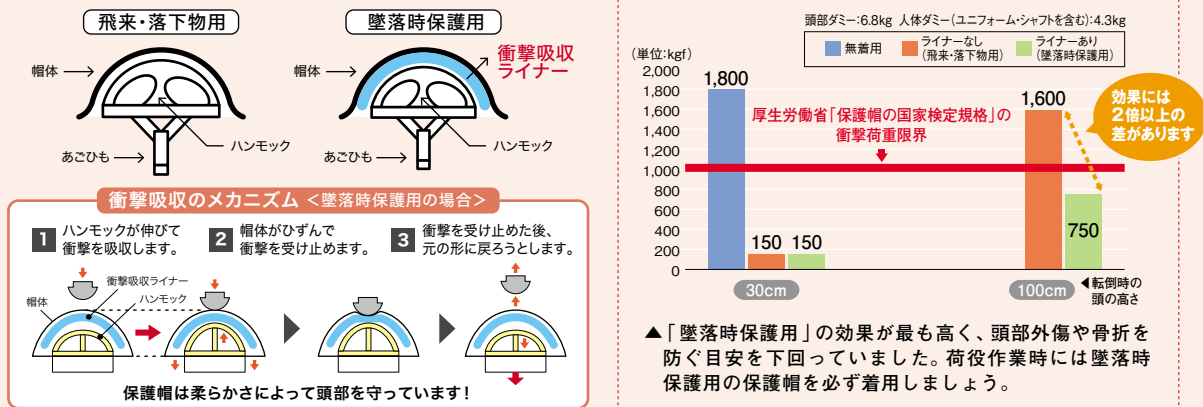 飛来・落下物用
帽体
あごひも
ハンモック
墜落時保護用
衝撃吸収
ライナー
帽体
あごひも
ハンモック
衝撃吸収のメカニズム <墜落時保護用の場合>
1 ハンモックが伸びて
衝撃を吸収します。
2 帽体がひずんで
衝撃を受け止めます。
3 衝撃を受け止めた後、
元の形に戻ろうとします。
衝撃吸収ライナー
ハンモック
帽体
保護帽は柔らかさによって頭部を守っています!
頭部ダミー:6.8kg 人体ダミー(ユニフォーム・シャフトを含む):4.3kg
無着用
ライナーなし
(飛来・落下物用)
ライナーあり
(墜落時保護用)
(単位:kgf)
2,000
1,800
1,600
1,400
1,200
1,000
800
600
400
200
0
1,800
150
150
1,600
750
厚生労働省「保護帽の国家検定規格」の
衝撃荷重限界
効果には
2倍以上の
差があります
30cm
100cm
◀転倒時の
頭の高さ
▲「墜落時保護用」の効果が最も高く、頭部外傷や骨折を
防ぐ目安を下回っていました。荷役作業時には墜落時
保護用の保護帽を必ず着用しましょう。